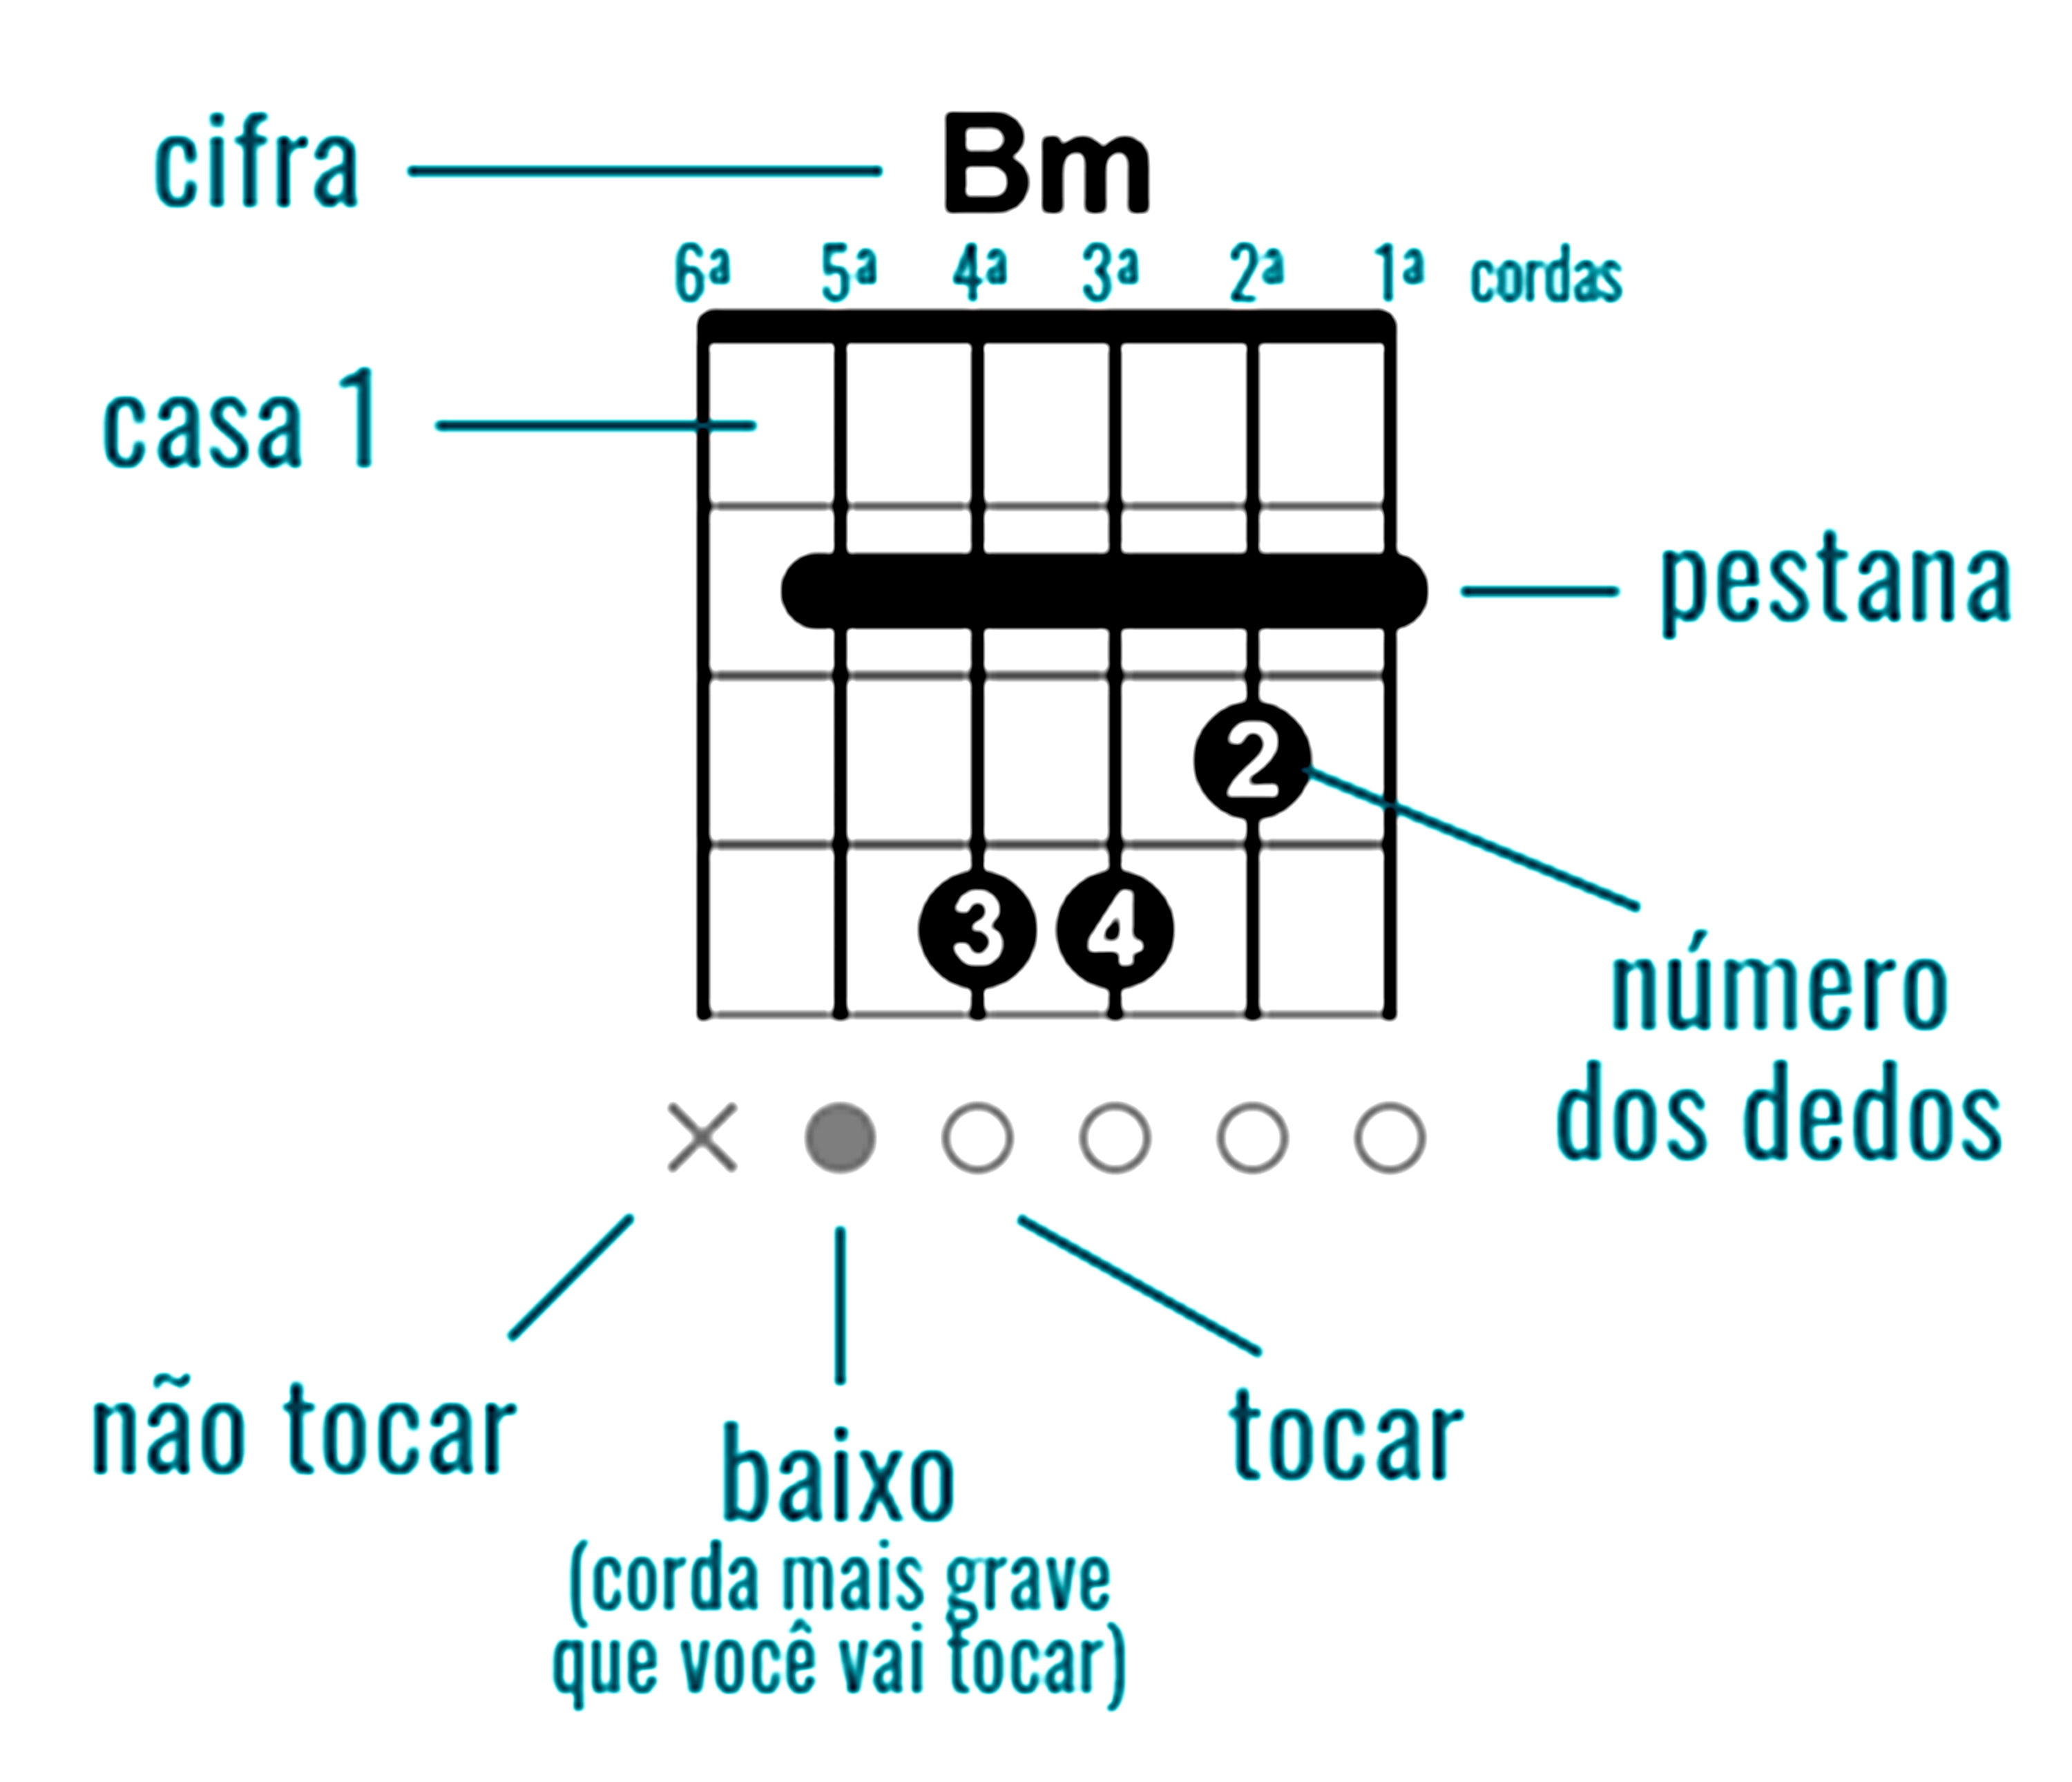 cifra Bm
6ª 5ª 4ª 3ª 2ª 1ª cordas
casa 1
pestana
2
3 4
número
dos dedos
não tocar
baixo
(corda mais grave
que você vai tocar)
tocar